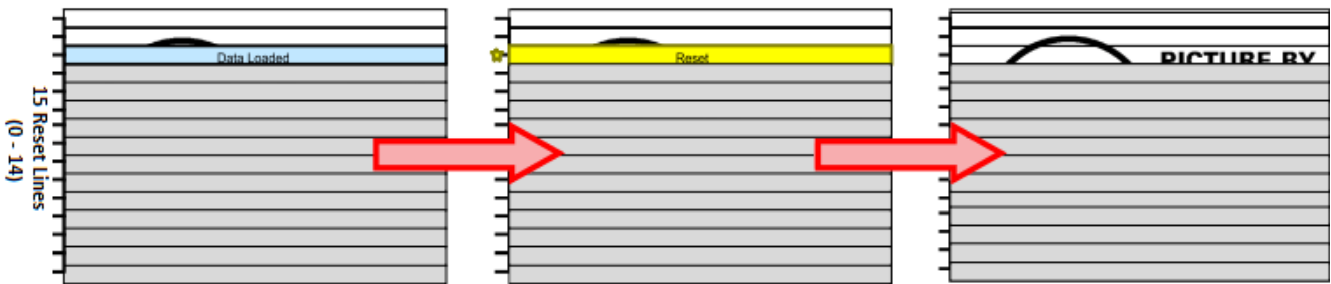 15 Reset Lines
(0 - 14)
Data Loaded
Reset
PICTURE BY